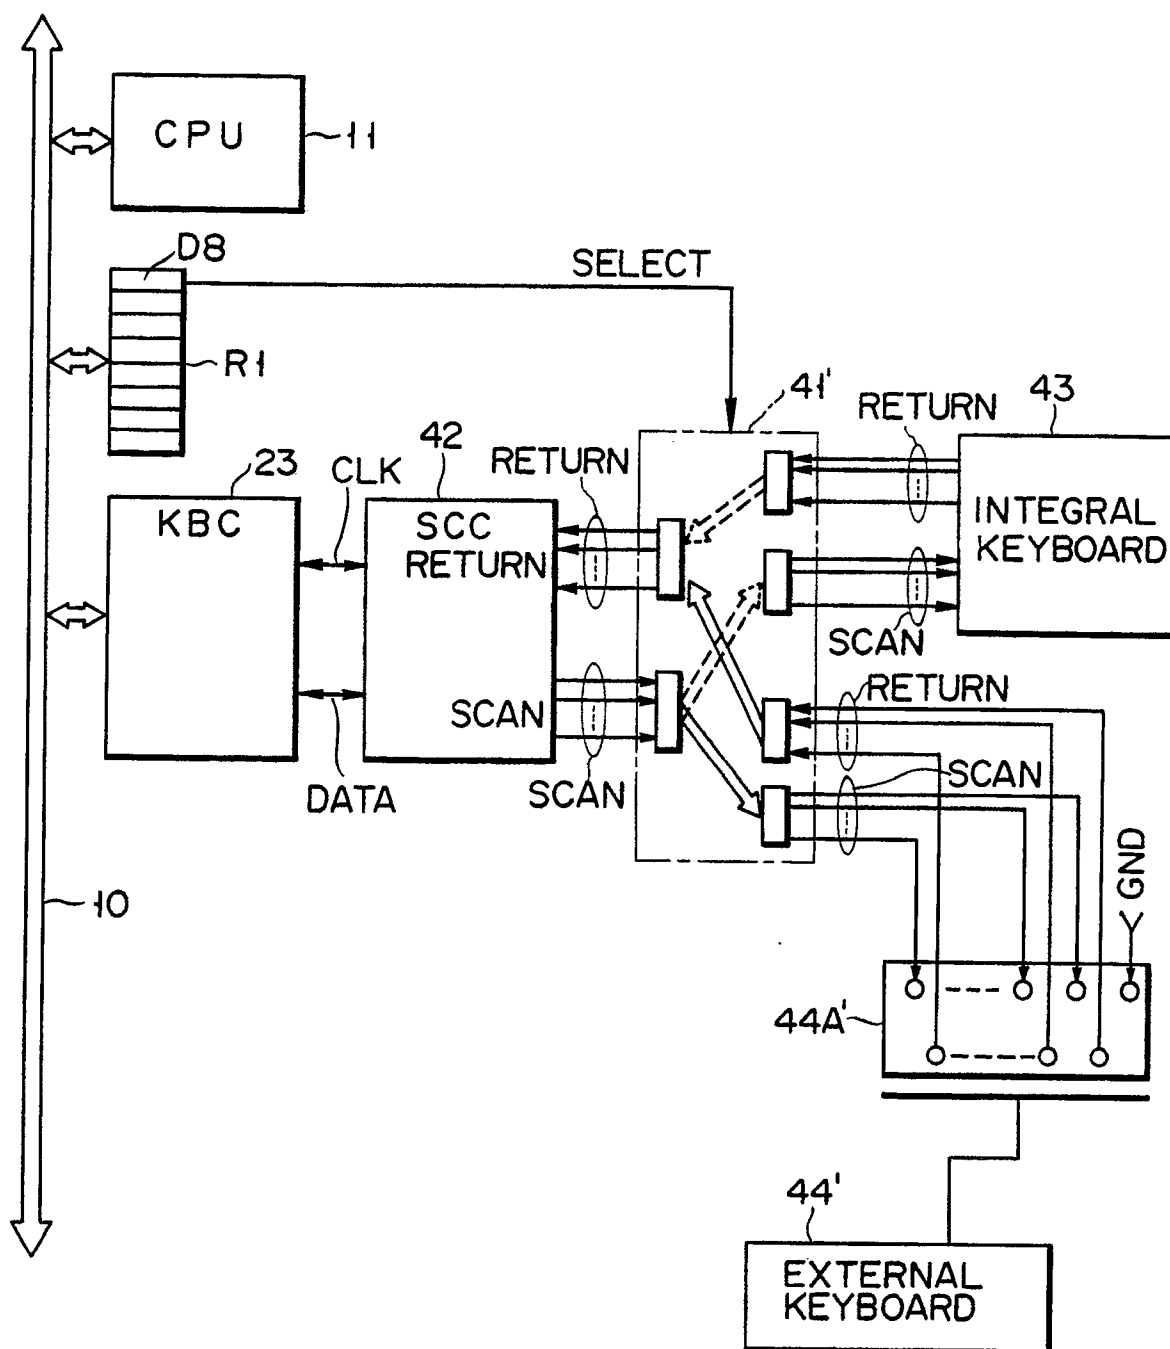 CPU
11
D8
SELECT
R1
41'
RETURN
43
42
RETURN
23
CLK
KBC
SCC
RETURN
INTEGRAL
KEYBOARD
SCAN
RETURN
SCAN
SCAN
DATA
SCAN
GND
10
44A'
44'
EXTERNAL
KEYBOARD